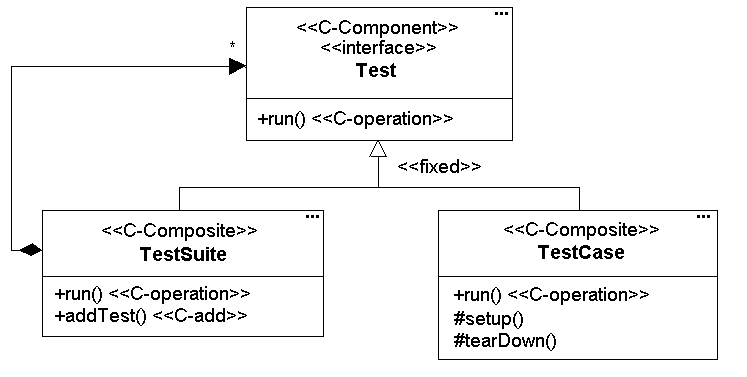 <<C-Component>>
<<interface>>
*
Test
+run() <<C-operation>>
<<fixed>>
<<C-Composite>>
TestSuite
+run() <<C-operation>>
+addTest() <<C-add>>
<<C-Composite>>
TestCase
+run() <<C-operation>>
#setup()
#tearDown()